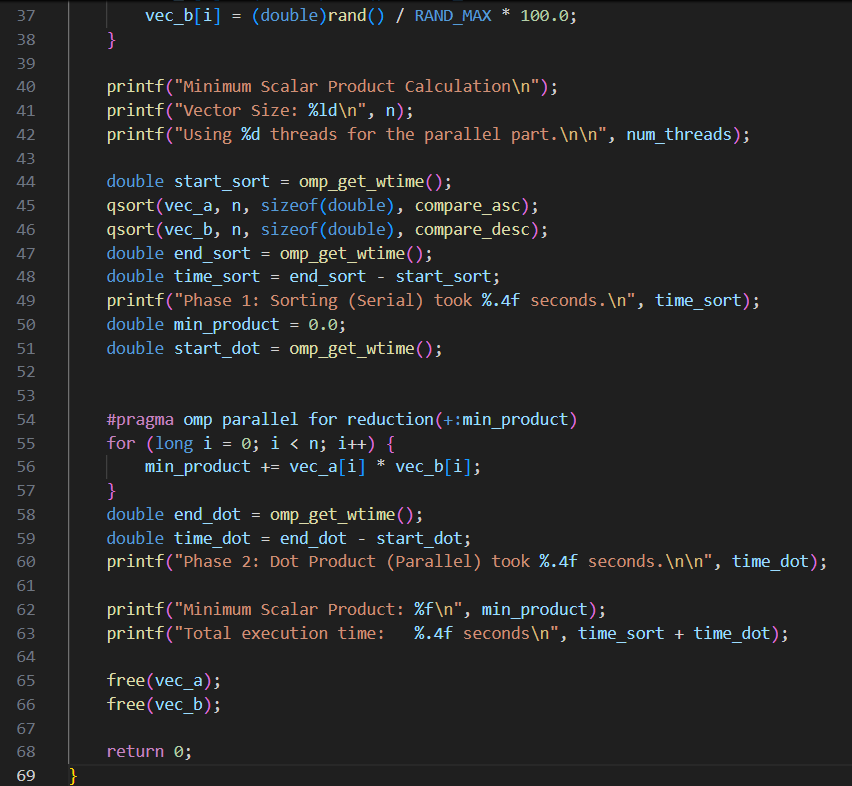 37 vec_b[i] = (double)rand() / RAND_MAX * 100.0;
38 }
39
40 printf("Minimum Scalar Product Calculation\n");
41 printf("Vector Size: %ld\n", n);
42 printf("Using %d threads for the parallel part.\n\n", num_threads);
43
44 double start_sort = omp_get_wtime();
45 qsort(vec_a, n, sizeof(double), compare_asc);
46 qsort(vec_b, n, sizeof(double), compare_desc);
47 double end_sort = omp_get_wtime();
48 double time_sort = end_sort - start_sort;
49 printf("Phase 1: Sorting (Serial) took %.4f seconds.\n", time_sort);
50 double min_product = 0.0;
51 double start_dot = omp_get_wtime();
52
53
54 #pragma omp parallel for reduction(+:min_product)
55 for (long i = 0; i < n; i++) {
56 min_product += vec_a[i] * vec_b[i];
57 }
58 double end_dot = omp_get_wtime();
59 double time_dot = end_dot - start_dot;
60 printf("Phase 2: Dot Product (Parallel) took %.4f seconds.\n\n", time_dot);
61
62 printf("Minimum Scalar Product: %f\n", min_product);
63 printf("Total execution time:   %.4f seconds\n", time_sort + time_dot);
64
65 free(vec_a);
66 free(vec_b);
67
68 return 0;
69 }